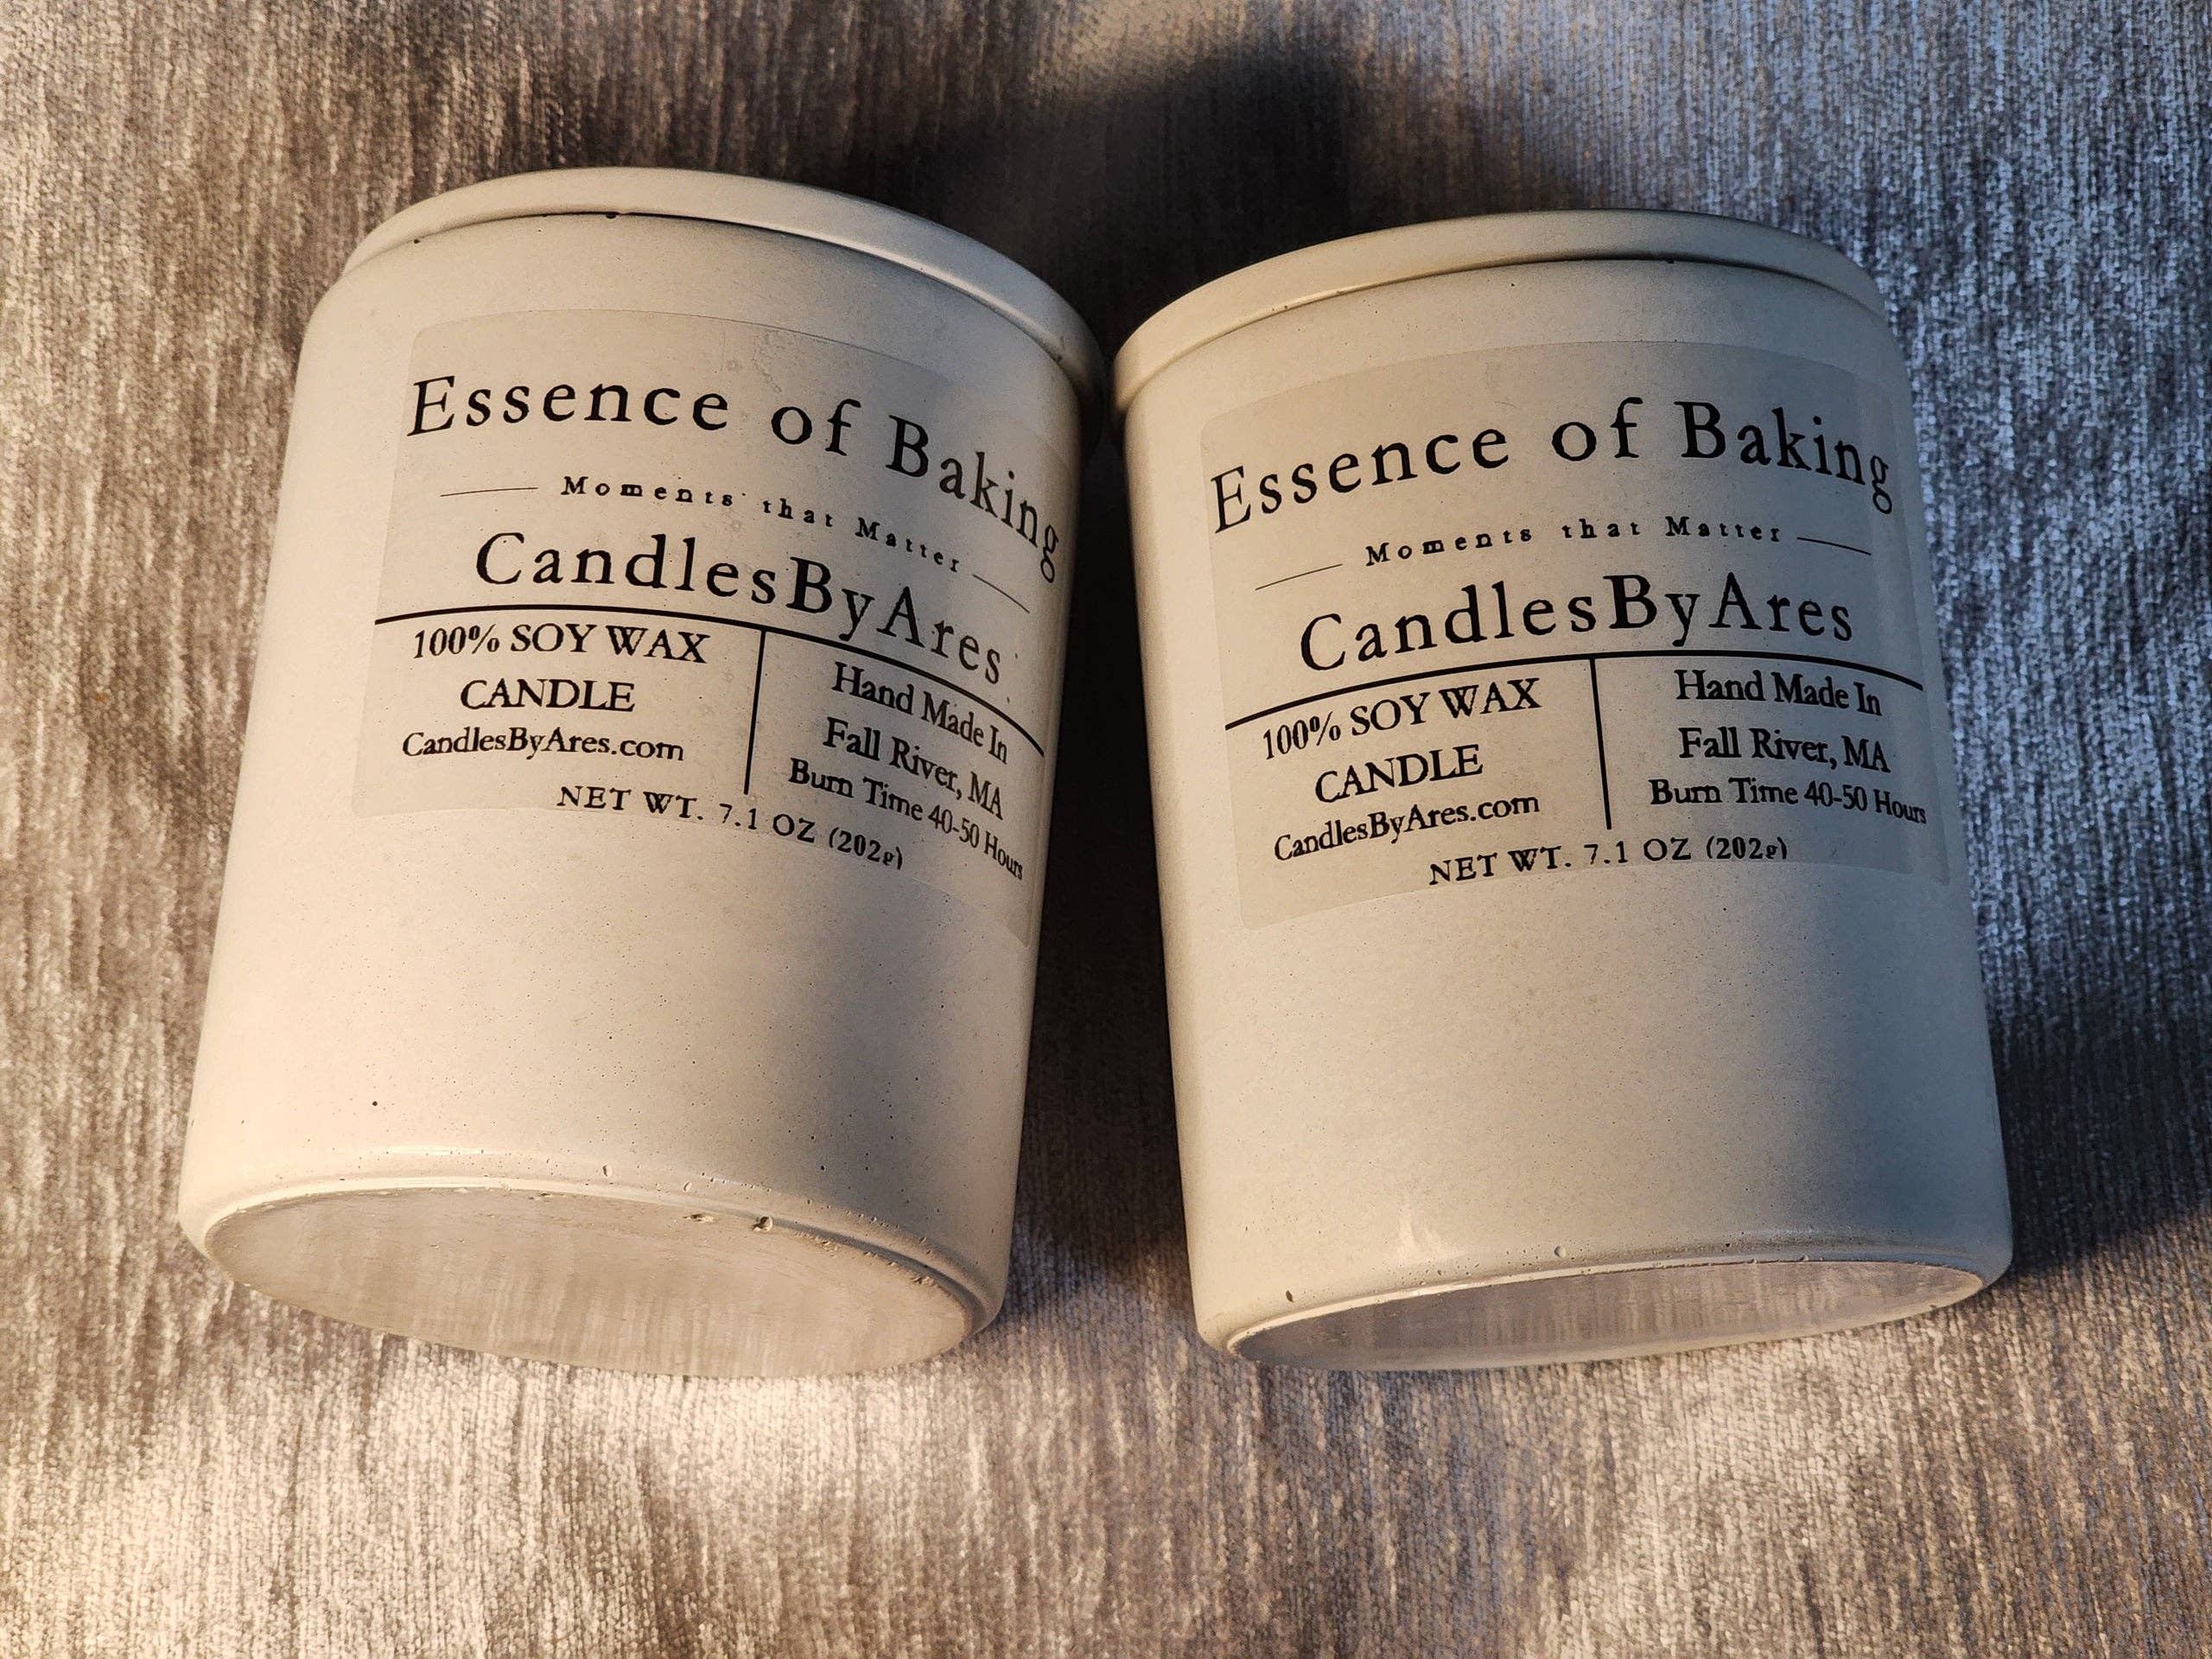 Essence of Baking
Moments that Matter
CandlesByAres
100% SOY WAX
CANDLE
CandlesByAres.com
Hand Made In
Fall River, MA
Burn Time 40-50 Hours
NET WT. 7.1 OZ (202g)
Essence of Baking
Moments that Matter
CandlesByAres
100% SOY WAX
CANDLE
CandlesByAres.com
Hand Made In
Fall River, MA
Burn Time 40-50 Hours
NET WT. 7.1 OZ (202g)